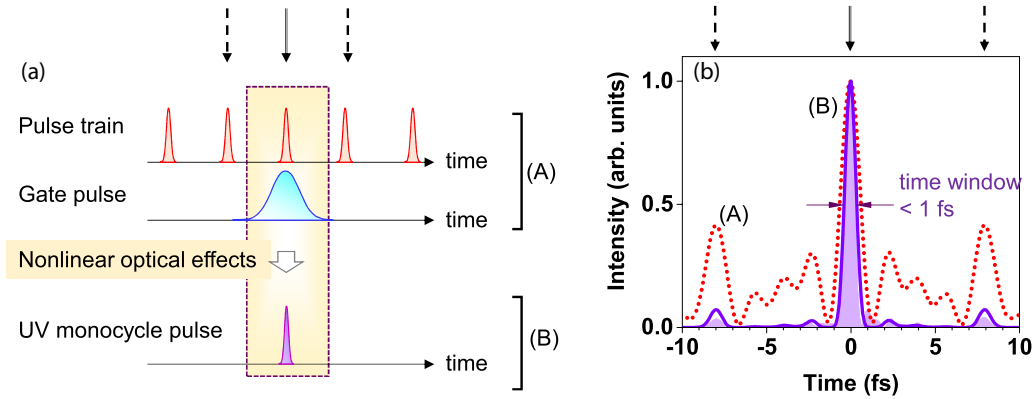 (a)
Pulse train
time
Gate pulse
time
(A)
Nonlinear optical effects
UV monocycle pulse
time
(B)
(b)
Intensity (arb. units)
1.0
0.5
0.0
(B)
(A)
time window
< 1 fs
-10
-5
0
5
10
Time (fs)